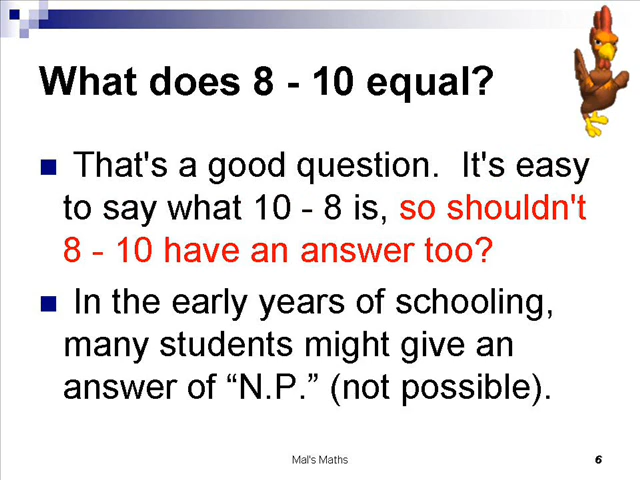 What does 8 - 10 equal?
That's a good question.  It's easy
to say what 10 - 8 is, so shouldn't
8 - 10 have an answer too?
In the early years of schooling,
many students might give an
answer of “N.P.” (not possible).
Mal's Maths
6